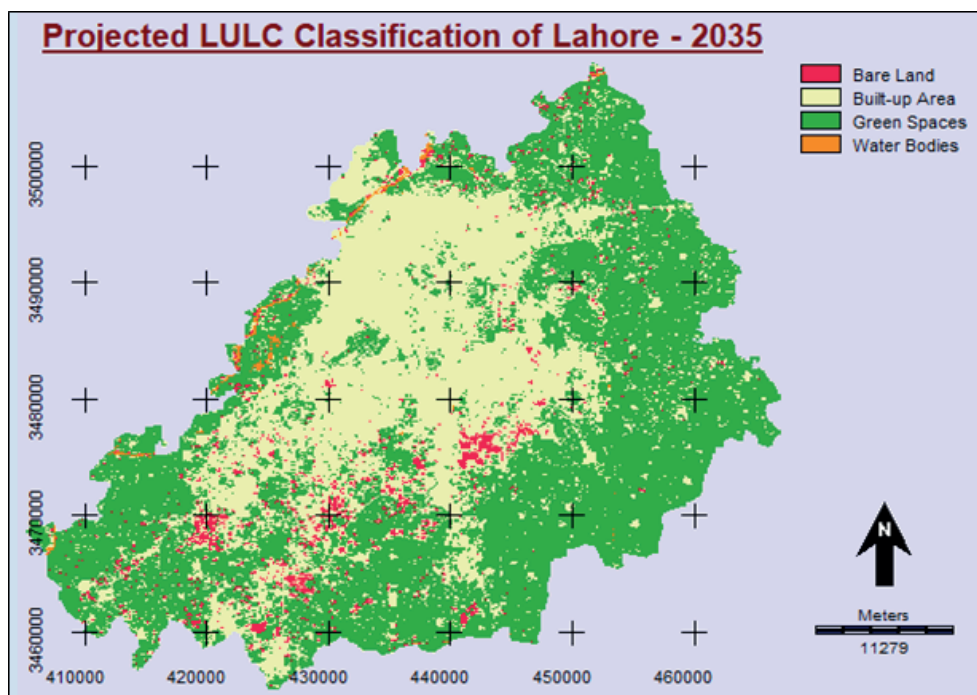 Projected LULC Classification of Lahore - 2035
Bare Land
Built-up Area
Green Spaces
Water Bodies
3500000
3490000
3480000
3470000
3460000
N
Meters
11279
410000 420000 430000 440000 450000 460000